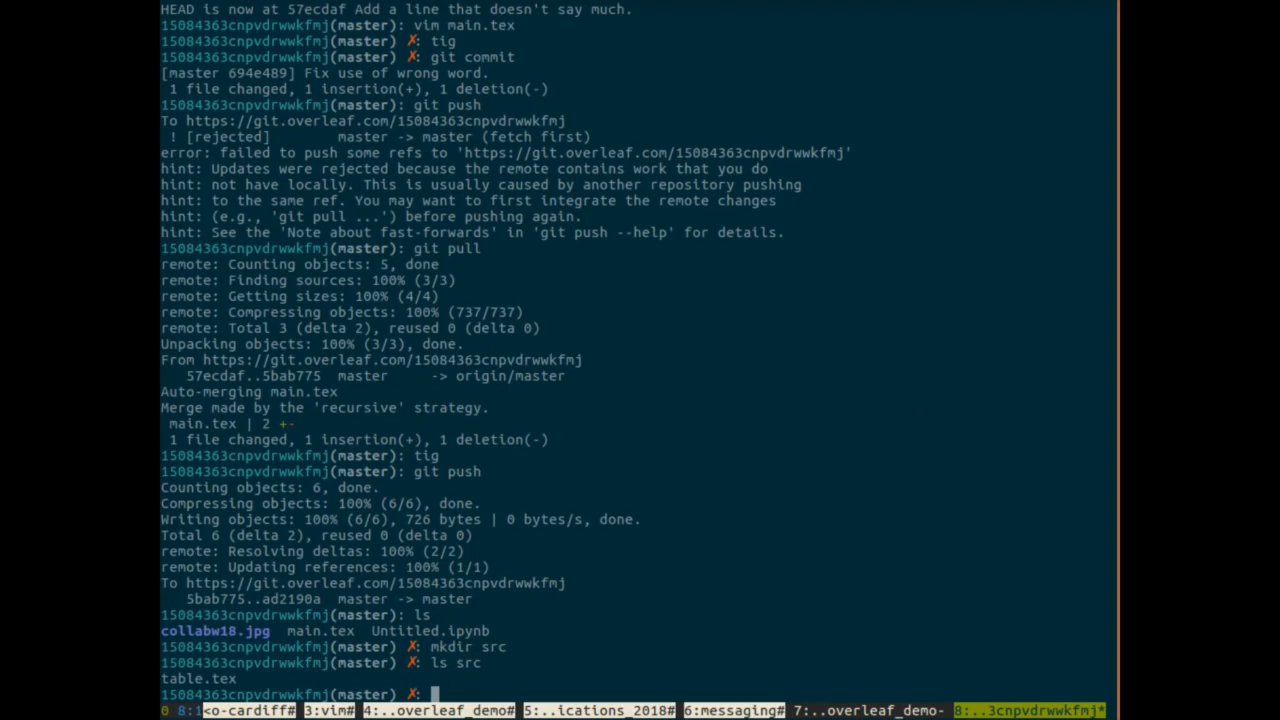 HEAD is now at 57ecdaf Add a line that doesn't say much.
15084363cnpvdrwwkfmj(master): vim main.tex
15084363cnpvdrwwkfmj(master) ✗: tig
15084363cnpvdrwwkfmj(master) ✗: git commit
[master 694e489] Fix use of wrong word.
 1 file changed, 1 insertion(+), 1 deletion(-)
15084363cnpvdrwwkfmj(master): git push
To https://git.overleaf.com/15084363cnpvdrwwkfmj
 ! [rejected]        master -> master (fetch first)
error: failed to push some refs to 'https://git.overleaf.com/15084363cnpvdrwwkfmj'
hint: Updates were rejected because the remote contains work that you do
hint: not have locally. This is usually caused by another repository pushing
hint: to the same ref. You may want to first integrate the remote changes
hint: (e.g., 'git pull ...') before pushing again.
hint: See the 'Note about fast-forwards' in 'git push --help' for details.
15084363cnpvdrwwkfmj(master): git pull
remote: Counting objects: 5, done
remote: Finding sources: 100% (3/3)
remote: Getting sizes: 100% (4/4)
remote: Compressing objects: 100% (737/737)
remote: Total 3 (delta 2), reused 0 (delta 0)
Unpacking objects: 100% (3/3), done.
From https://git.overleaf.com/15084363cnpvdrwwkfmj
   57ecdaf..5bab775  master     -> origin/master
Auto-merging main.tex
Merge made by the 'recursive' strategy.
 main.tex | 2 +-
 1 file changed, 1 insertion(+), 1 deletion(-)
15084363cnpvdrwwkfmj(master): tig
15084363cnpvdrwwkfmj(master): git push
Counting objects: 6, done.
Compressing objects: 100% (6/6), done.
Writing objects: 100% (6/6), 726 bytes | 0 bytes/s, done.
Total 6 (delta 2), reused 0 (delta 0)
remote: Resolving deltas: 100% (2/2)
remote: Updating references: 100% (1/1)
To https://git.overleaf.com/15084363cnpvdrwwkfmj
   5bab775..ad2190a  master -> master
15084363cnpvdrwwkfmj(master): ls
collabw18.jpg  main.tex  Untitled.ipynb
15084363cnpvdrwwkfmj(master) ✗: mkdir src
15084363cnpvdrwwkfmj(master) ✗: ls src
table.tex
15084363cnpvdrwwkfmj(master) ✗:
0 8:1<o-cardiff# 3:vim# 4:..overleaf_demo# 5:..ications_2018# 6:messaging# 7:..overleaf_demo- 8:..3cnpvdrwwkfmj*